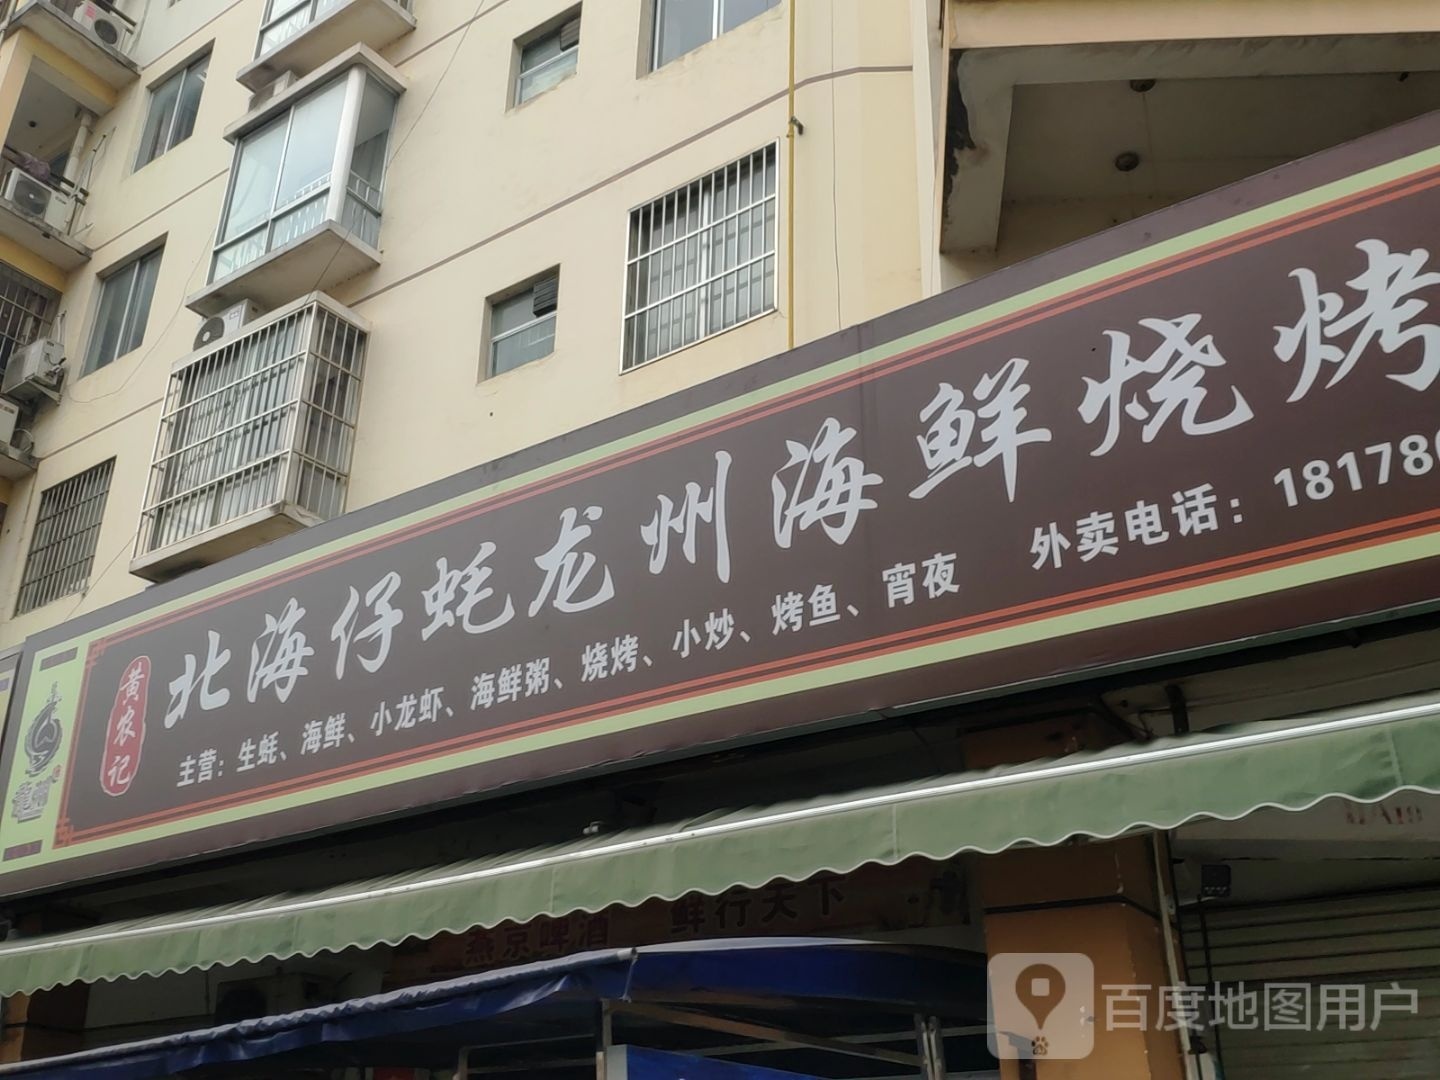 黄农记
北海仔蚝龙州海鲜烧烤
主营：生蚝、海鲜、小龙虾、海鲜粥、烧烤、小炒、烤鱼、宵夜
外卖电话：18178
燕京啤酒 鲜行天下
百度地图用户